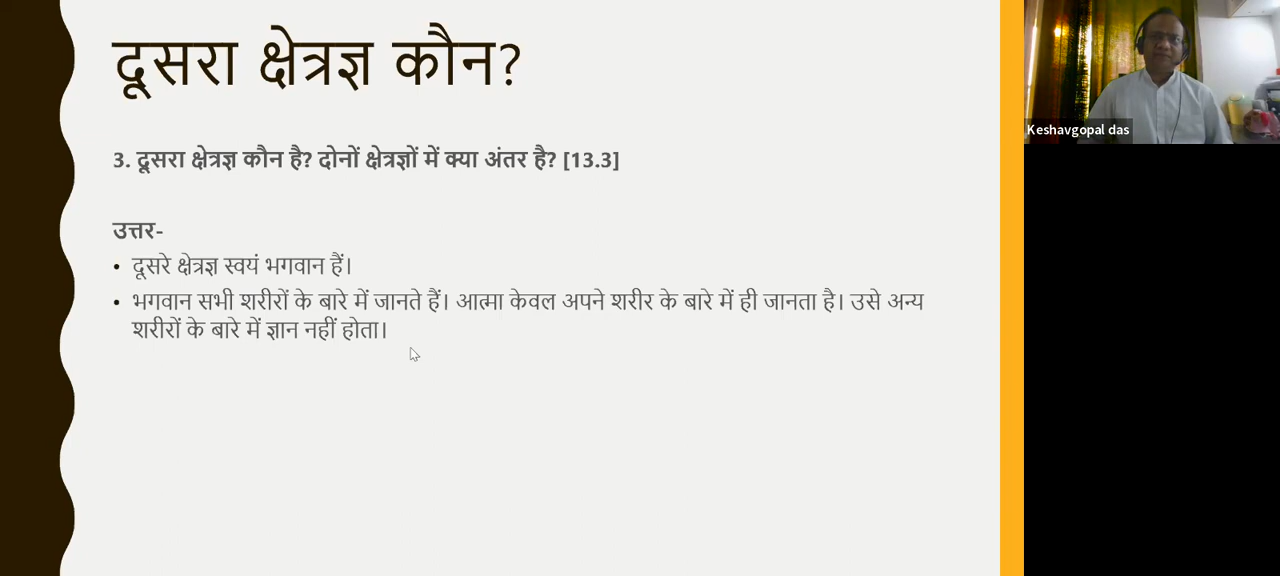 दूसरा क्षेत्रज्ञ कौन?
3. दूसरा क्षेत्रज्ञ कौन है? दोनों क्षेत्रज्ञों में क्या अंतर है? [13.3]
उत्तर-
• दूसरे क्षेत्रज्ञ स्वयं भगवान हैं।
• भगवान सभी शरीरों के बारे में जानते हैं। आत्मा केवल अपने शरीर के बारे में ही जानता है। उसे अन्य
शरीरों के बारे में ज्ञान नहीं होता।
Keshavgopal das